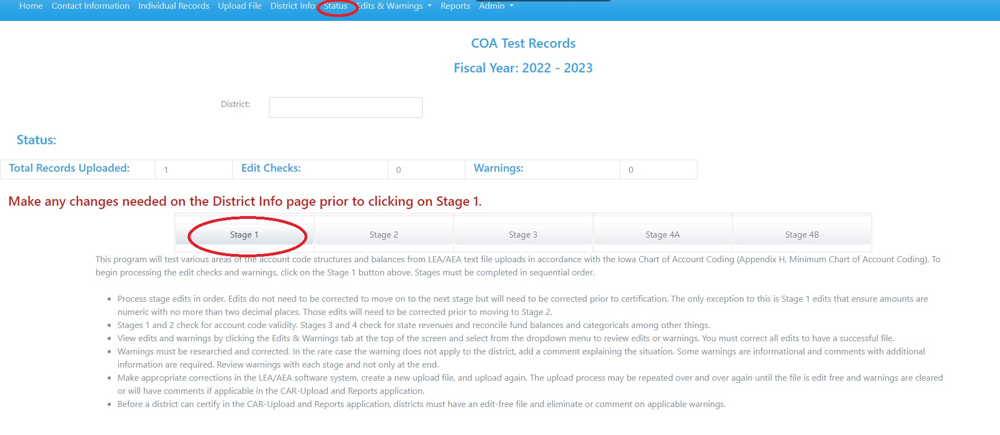 Home Contact Information Individual Records Upload File District Info Status Edits & Warnings Reports Admin
COA Test Records
Fiscal Year: 2022 - 2023
District:
Status:
Total Records Uploaded: 1 Edit Checks: 0 Warnings: 0
Make any changes needed on the District Info page prior to clicking on Stage 1.
Stage 1 Stage 2 Stage 3 Stage 4A Stage 4B
This program will test various areas of the account code structures and balances from LEA/AEA text file uploads in accordance with the Iowa Chart of Account Coding (Appendix H, Minimum Chart of Account Coding). To
begin processing the edit checks and warnings, click on the Stage 1 button above. Stages must be completed in sequential order.
• Process stage edits in order. Edits do not need to be corrected to move on to the next stage but will need to be corrected prior to certification. The only exception to this is Stage 1 edits that ensure amounts are
numeric with no more than two decimal places. Those edits will need to be corrected prior to moving to Stage 2.
• Stages 1 and 2 check for account code validity. Stages 3 and 4 check for state revenues and reconcile fund balances and categoricals among other things.
• View edits and warnings by clicking the Edits & Warnings tab at the top of the screen and select from the dropdown menu to review edits or warnings. You must correct all edits to have a successful file.
• Warnings must be researched and corrected. In the rare case the warning does not apply to the district, add a comment explaining the situation. Some warnings are informational and comments with additional
information are required. Review warnings with each stage and not only at the end.
• Make appropriate corrections in the LEA/AEA software system, create a new upload file, and upload again. The upload process may be repeated over and over again until the file is edit free and warnings are cleared
or will have comments if applicable in the CAR-Upload and Reports application.
• Before a district can certify in the CAR-Upload and Reports application, districts must have an edit-free file and eliminate or comment on applicable warnings.